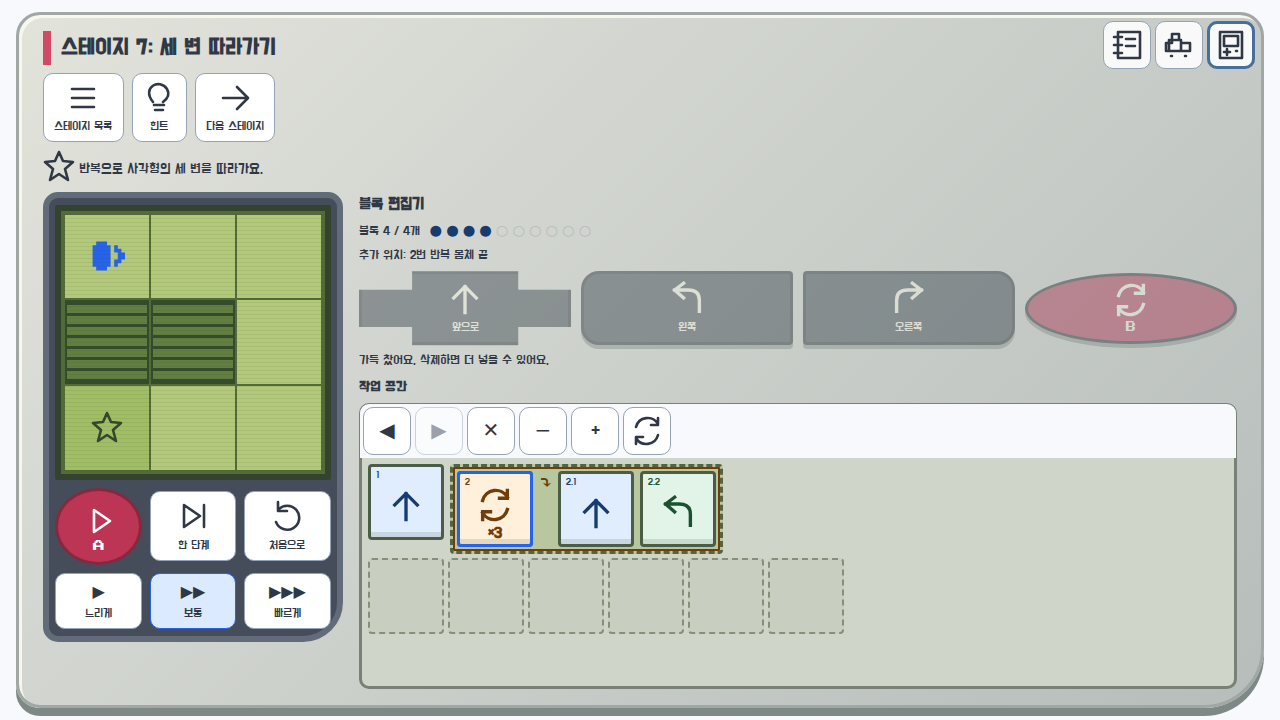 스테이지 7: 세 변 따라가기
스테이지 목록
힌트
다음 스테이지
반복으로 사각형의 세 변을 따라가요.
블록 편집기
블록 4 / 4개
추가 위치: 2번 반복 몸체 끝
앞으로
왼쪽
오른쪽
B
가득 찼어요. 삭제하면 더 넣을 수 있어요.
작업 공간
1
2
×3
2.1
2.2
A
한 단계
처음으로
느리게
보통
빠르게